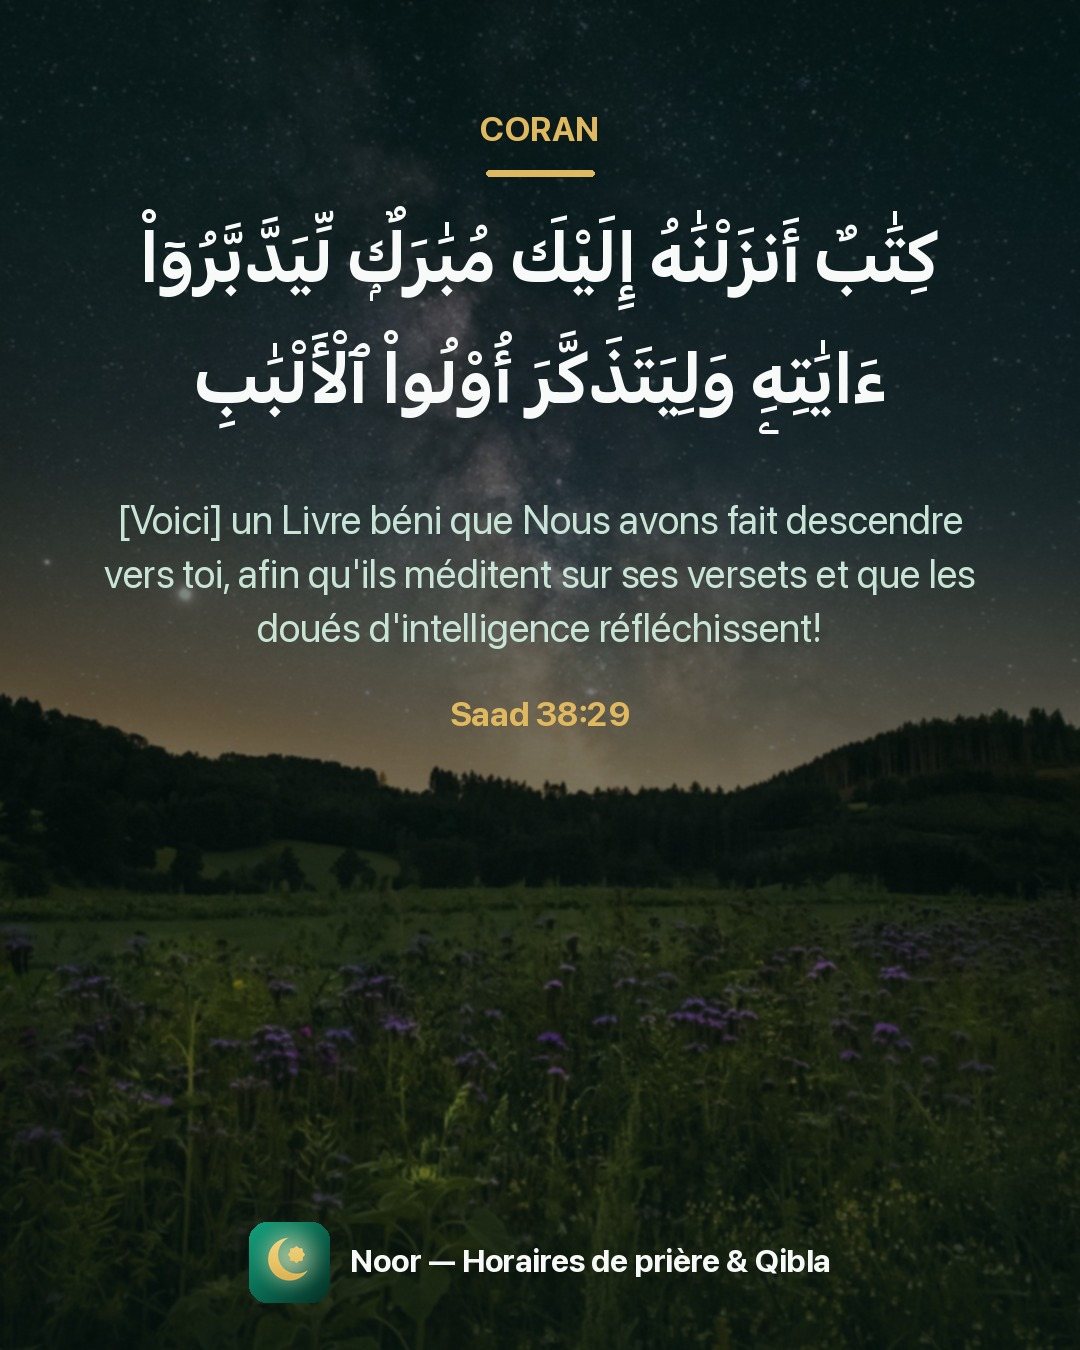 CORAN
كِتَٰبٌ أَنزَلْنَٰهُ إِلَيْكَ مُبَٰرَكٌۭ لِّيَدَّبَّرُوٓا۟
ءَايَٰتِهِۦ وَلِيَتَذَكَّرَ أُو۟لُوا۟ ٱلْأَلْبَٰبِ
[Voici] un Livre béni que Nous avons fait descendre
vers toi, afin qu'ils méditent sur ses versets et que les
doués d'intelligence réfléchissent!
Saad 38:29
Noor — Horaires de prière & Qibla